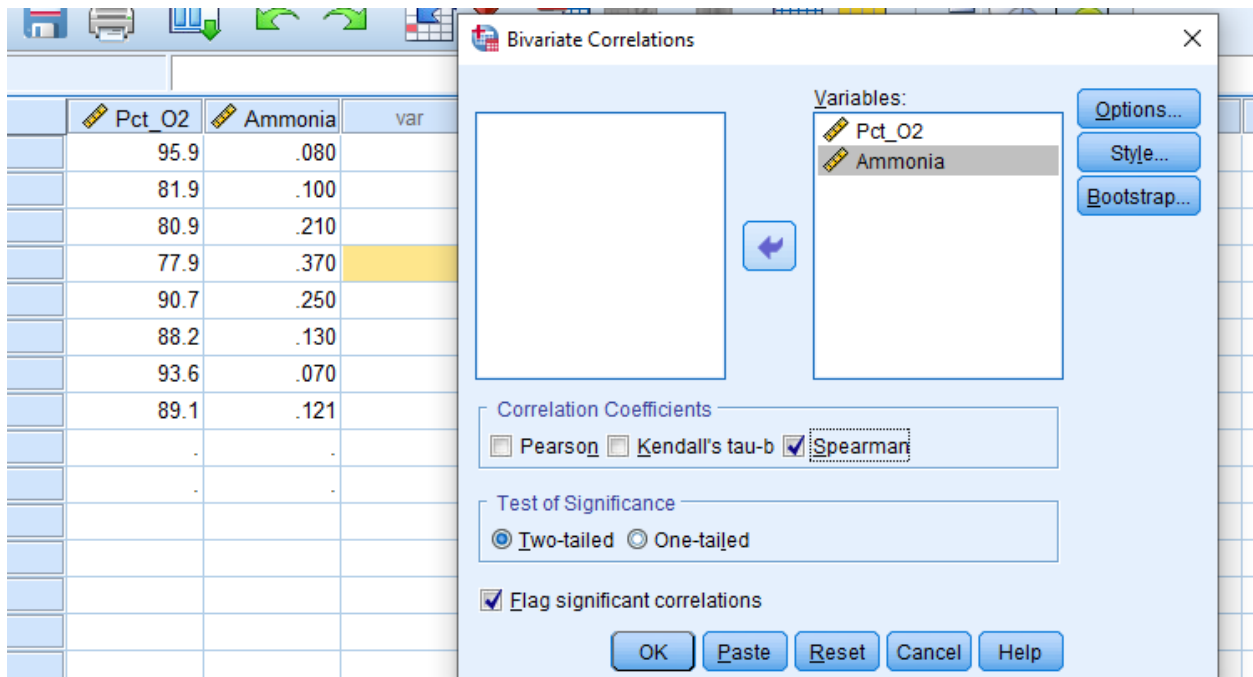 Bivariate Correlations
Pct_O2 Ammonia var
95.9 .080
81.9 .100
80.9 .210
77.9 .370
90.7 .250
88.2 .130
93.6 .070
89.1 .121
. .
. .
Variables:
Pct_O2
Ammonia
Options...
Style...
Bootstrap...
Correlation Coefficients
Pearson Kendall's tau-b Spearman
Test of Significance
Two-tailed One-tailed
Flag significant correlations
OK Paste Reset Cancel Help